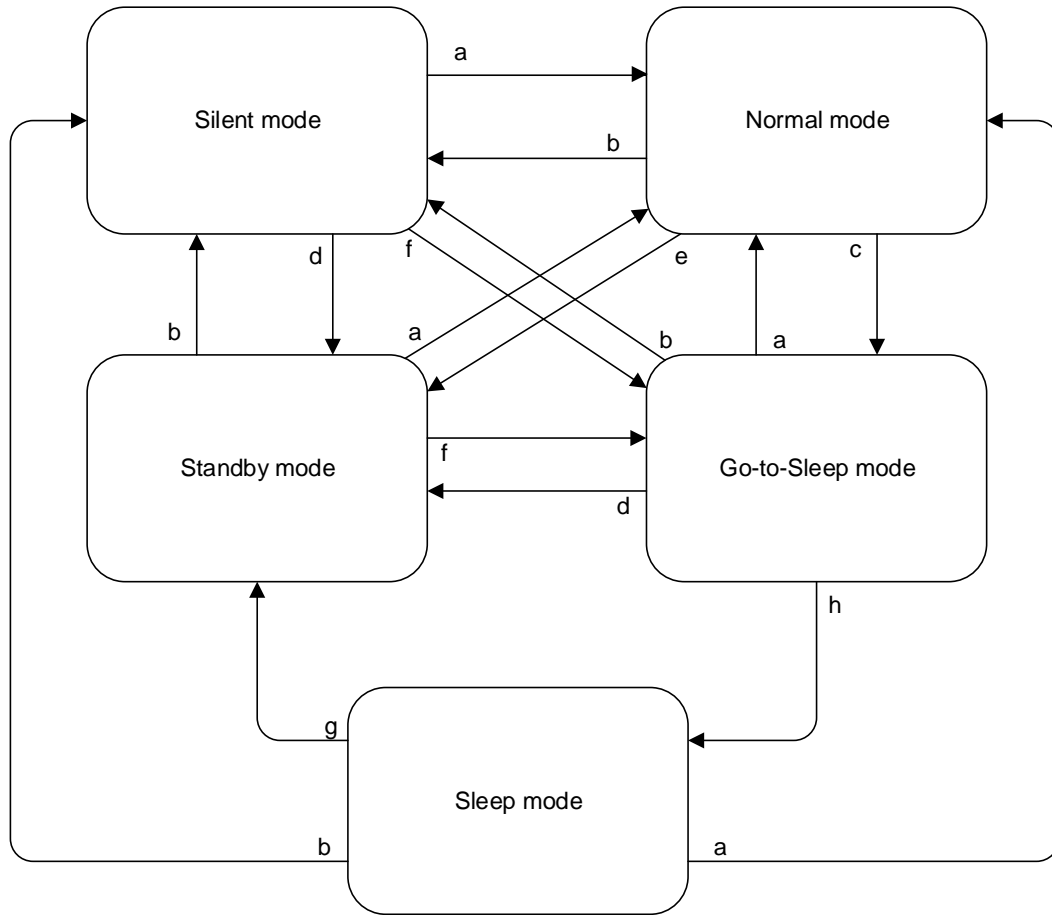 a
Silent mode
Normal mode
b
d
f
e
c
b
a
b
a
Standby mode
f
Go-to-Sleep mode
d
h
g
Sleep mode
b
a